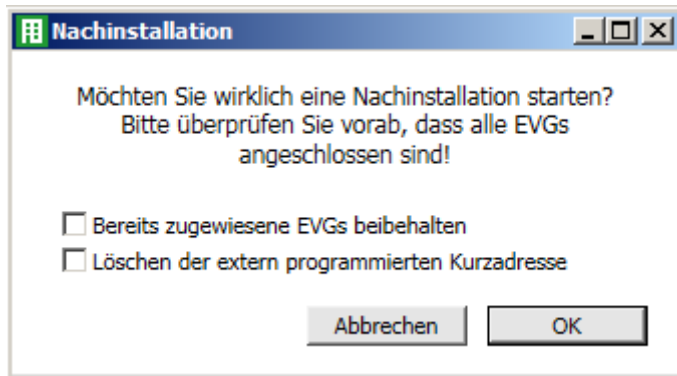 Nachinstallation
Möchten Sie wirklich eine Nachinstallation starten?
Bitte überprüfen Sie vorab, dass alle EVGs
angeschlossen sind!
Bereits zugewiesene EVGs beibehalten
Löschen der extern programmierten Kurzadresse
Abbrechen
OK